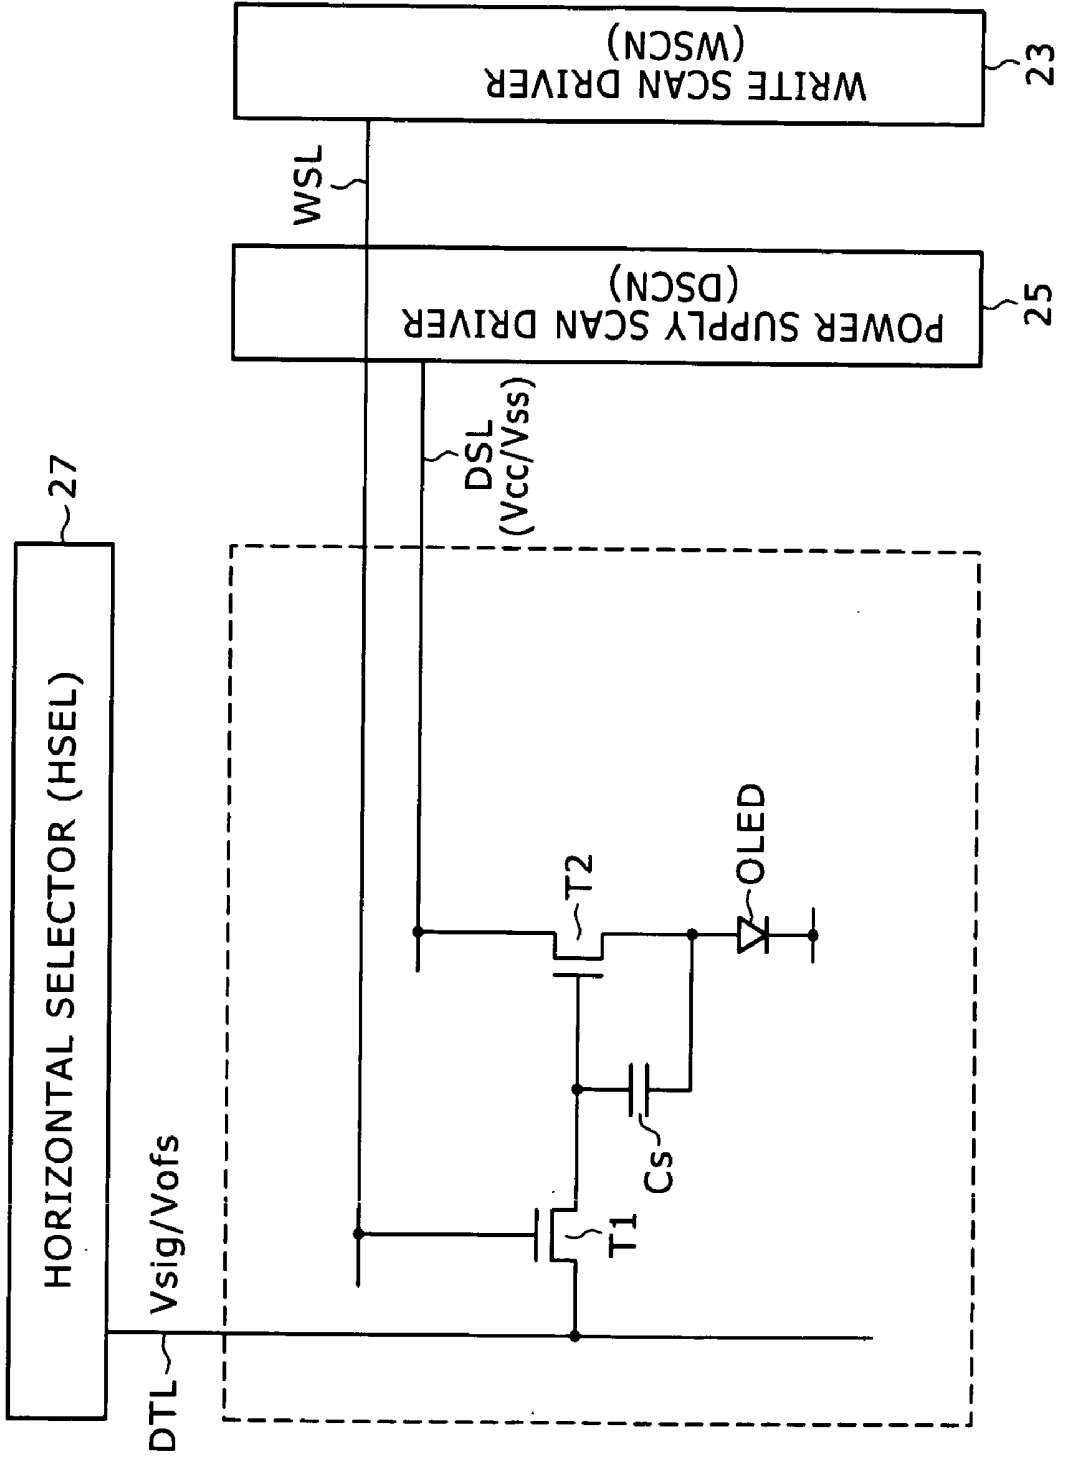 HORIZONTAL SELECTOR (HSEL)
27
DTL
Vsig/Vofs
WSL
DSL
(Vcc/Vss)
POWER SUPPLY SCAN DRIVER
(DSCN)
25
WRITE SCAN DRIVER
(WSCN)
23
T1
Cs
T2
OLED